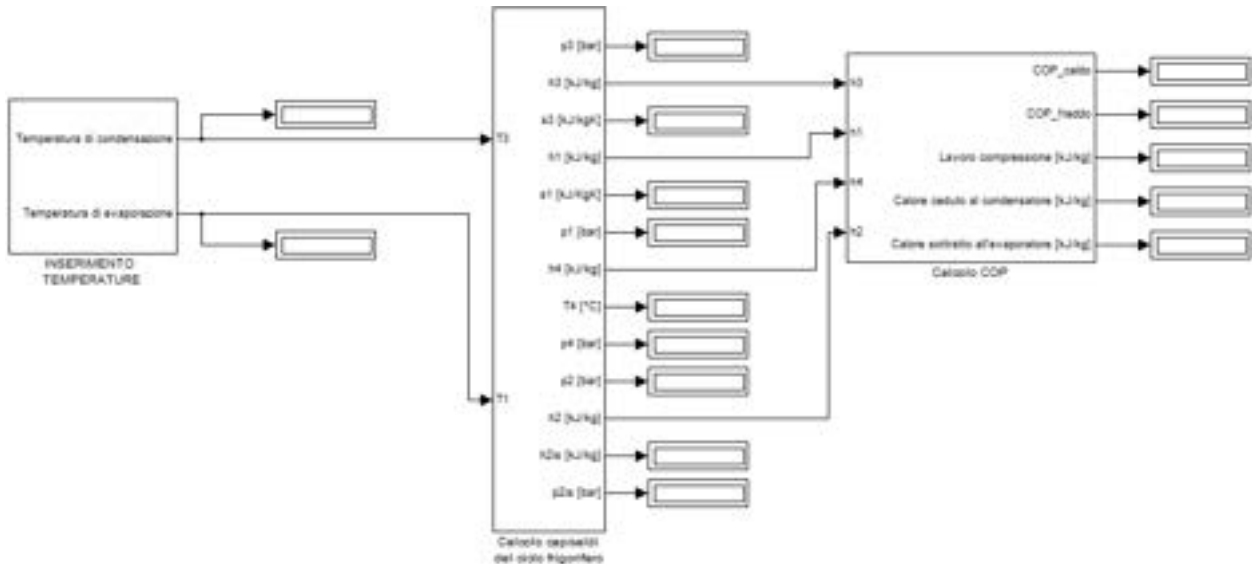 Temperatura di condensazione
Temperatura di evaporazione
INSERIMENTO
TEMPERATURE
T3
T1
p3 [bar]
h3 [kJ/kg]
s3 [kJ/kgK]
h1 [kJ/kg]
s1 [kJ/kgK]
p1 [bar]
h4 [kJ/kg]
T4 [°C]
p4 [bar]
p2 [bar]
h2 [kJ/kg]
h2is [kJ/kg]
p2is [bar]
Calcolo capisaldi
del ciclo frigorifero
h3
h1
h4
h2
COP_caldo
COP_freddo
Lavoro compressione [kJ/kg]
Calore ceduto al condensatore [kJ/kg]
Calore sottratto all'evaporatore [kJ/kg]
Calcolo COP